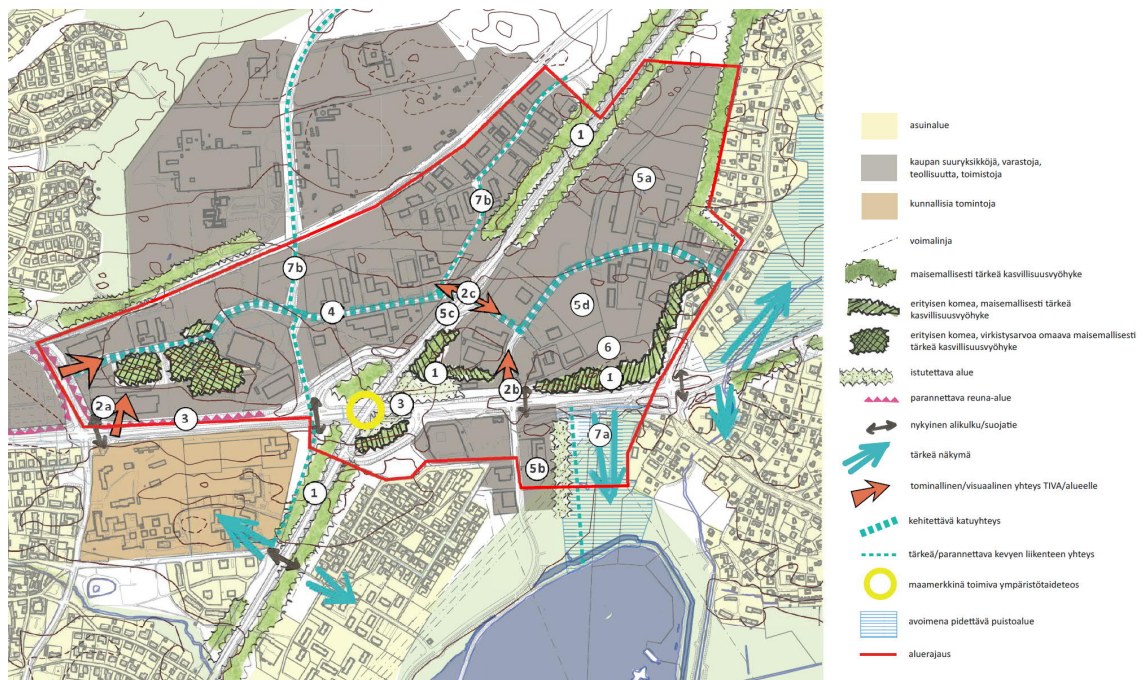 1
5a
7b
7b
2c
5c
5d
4
6
1
1
2b
3
2a
3
7a
5b
1
asuinalue
kaupan suuryksikköjä, varastoja,
teollisuutta, toimistoja
kunnallisia tomintoja
voimalinja
maisemallisesti tärkeä kasvillisuusvyöhyke
erityisen komea, maisemallisesti tärkeä
kasvillisuusvyöhyke
erityisen komea, virkistysarvoa omaava maisemallisesti
tärkeä kasvillisuusvyöhyke
istutettava alue
parannettava reuna-alue
nykyinen alikulku/suojatie
tärkeä näkymä
tominallinen/visuaalinen yhteys TIVA/alueelle
kehitettävä katuyhteys
tärkeä/parannettava kevyen liikenteen yhteys
maamerkkinä toimiva ympäristötaideteos
avoimena pidettävä puistoalue
aluerajaus